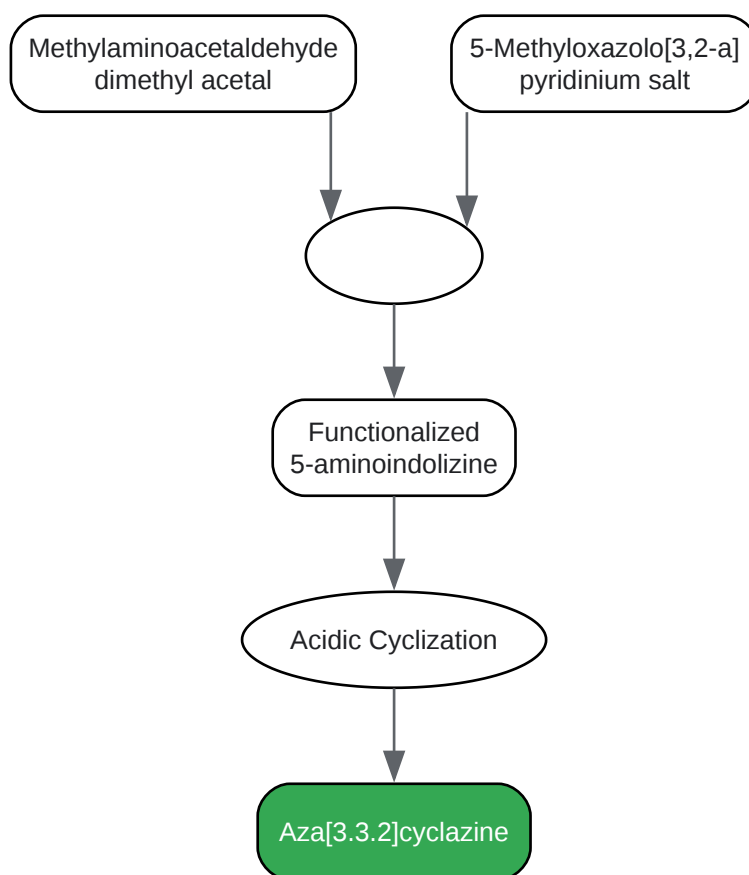 Methylaminoacetaldehyde
dimethyl acetal
5-Methyloxazolo[3,2-a]
pyridinium salt
Functionalized
5-aminoindolizine
Acidic Cyclization
Aza[3.3.2]cyclazine